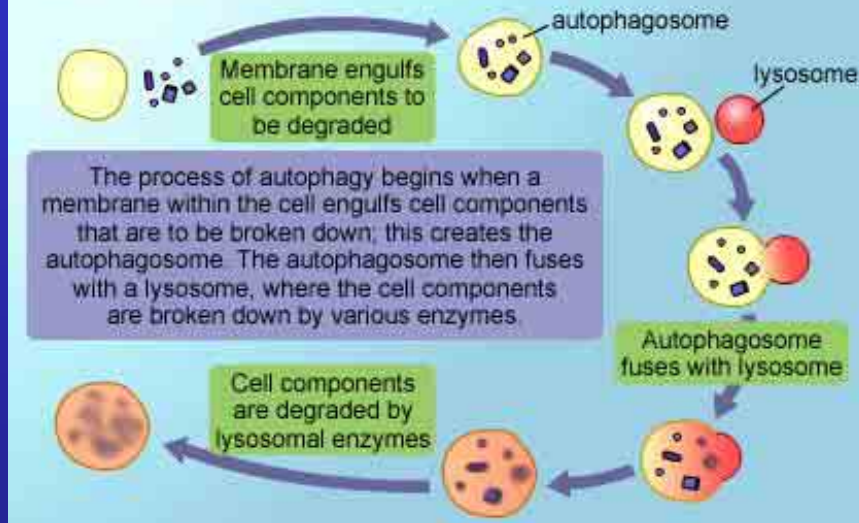 autophagosome
Membrane engulfs
cell components to
be degraded
lysosome
The process of autophagy begins when a
membrane within the cell engulfs cell components
that are to be broken down; this creates the
autophagosome. The autophagosome then fuses
with a lysosome, where the cell components
are broken down by various enzymes.
Autophagosome
fuses with lysosome
Cell components
are degraded by
lysosomal enzymes